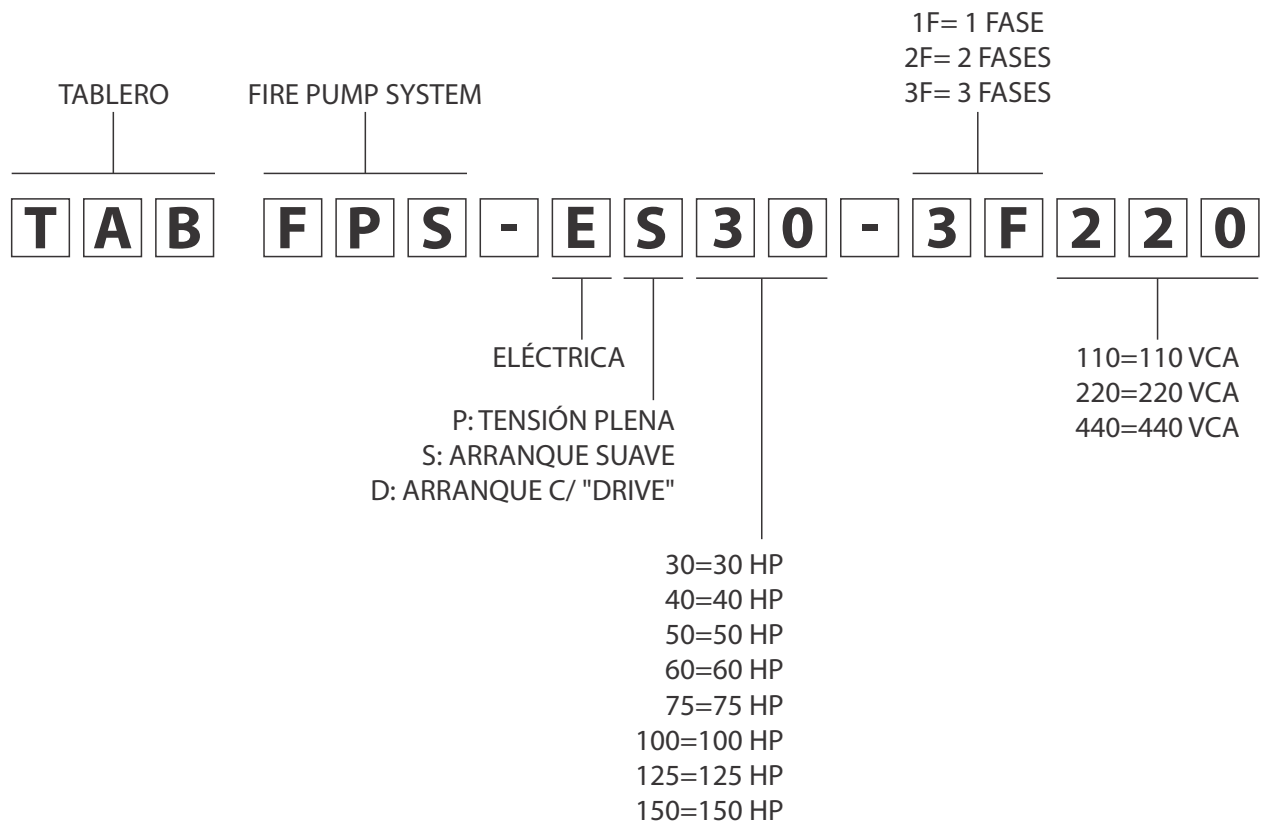 1F= 1 FASE
2F= 2 FASES
3F= 3 FASES
TABLERO
FIRE PUMP SYSTEM
TAB FPS-ES30-3F220
ELÉCTRICA
P: TENSIÓN PLENA
S: ARRANQUE SUAVE
D: ARRANQUE C/ "DRIVE"
110=110 VCA
220=220 VCA
440=440 VCA
30=30 HP
40=40 HP
50=50 HP
60=60 HP
75=75 HP
100=100 HP
125=125 HP
150=150 HP